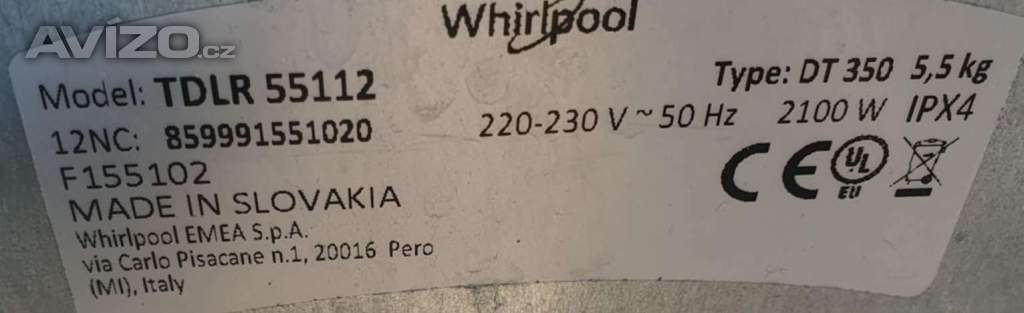 AVÍZO.cz
Whirlpool
Model: TDLR 55112
12NC: 859991551020
F155102
MADE IN SLOVAKIA
Whirlpool EMEA S.p.A.
via Carlo Pisacane n.1, 20016 Pero
(MI), Italy
Type: DT 350 5,5 kg
220-230 V ~ 50 Hz 2100 W IPX4
CE UL
EU